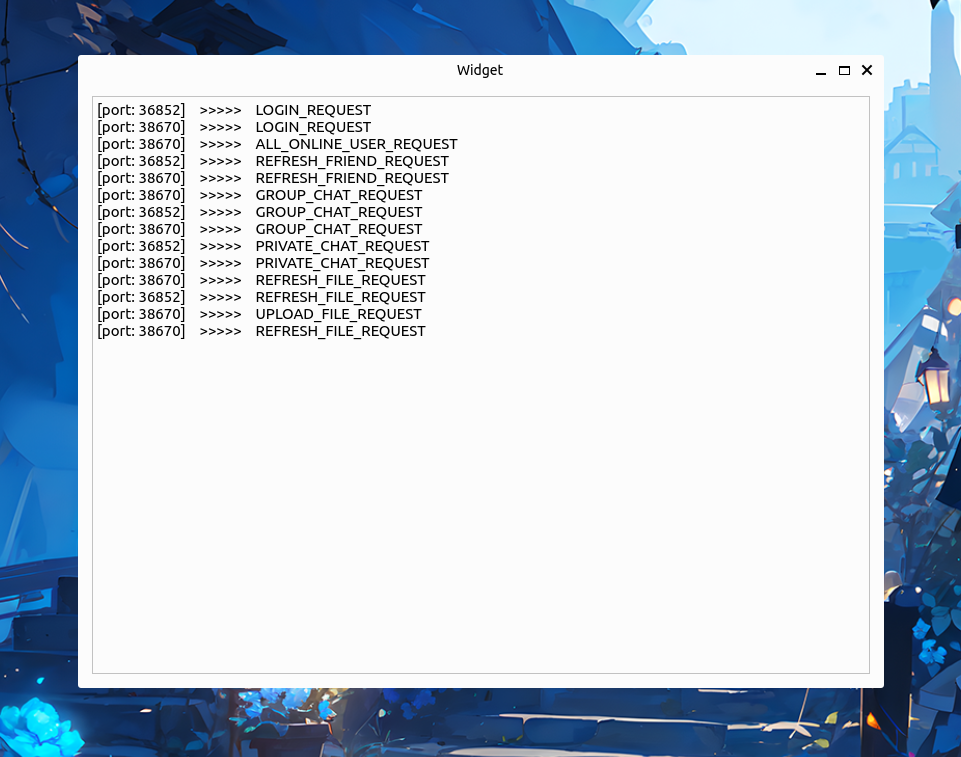 Widget
[port: 36852] >>>>> LOGIN_REQUEST
[port: 38670] >>>>> LOGIN_REQUEST
[port: 38670] >>>>> ALL_ONLINE_USER_REQUEST
[port: 36852] >>>>> REFRESH_FRIEND_REQUEST
[port: 38670] >>>>> REFRESH_FRIEND_REQUEST
[port: 38670] >>>>> GROUP_CHAT_REQUEST
[port: 36852] >>>>> GROUP_CHAT_REQUEST
[port: 38670] >>>>> GROUP_CHAT_REQUEST
[port: 36852] >>>>> PRIVATE_CHAT_REQUEST
[port: 38670] >>>>> PRIVATE_CHAT_REQUEST
[port: 38670] >>>>> REFRESH_FILE_REQUEST
[port: 36852] >>>>> REFRESH_FILE_REQUEST
[port: 38670] >>>>> UPLOAD_FILE_REQUEST
[port: 38670] >>>>> REFRESH_FILE_REQUEST